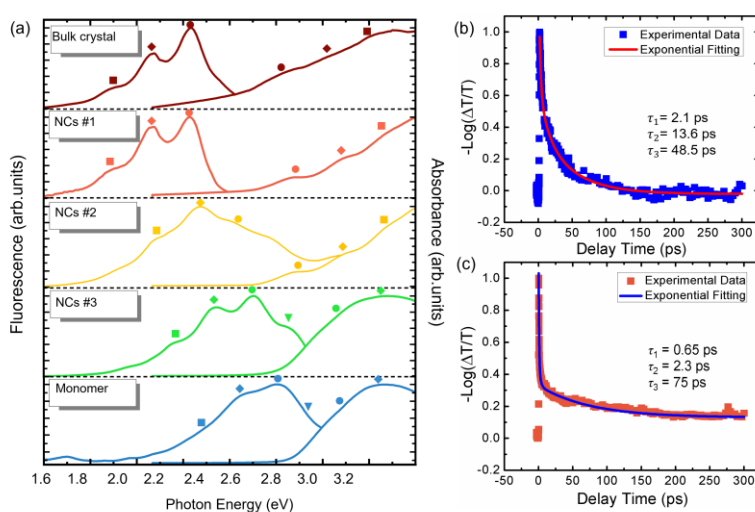 (a)
Bulk crystal
NCs #1
NCs #2
NCs #3
Monomer
Fluorescence (arb.units)
Absorbance (arb.units)
1.6 2.0 2.2 2.4 2.6 2.8 3.0 3.2
Photon Energy (eV)
(b)
Experimental Data
Exponential Fitting
τ1= 2.1 ps
τ2= 13.6 ps
τ3= 48.5 ps
-Log(ΔT/T)
1.0
0.8
0.6
0.4
0.2
0.0
-0.2
-50 0 50 100 150 200 250 300
Delay Time (ps)
(c)
Experimental Data
Exponential Fitting
τ1 = 0.65 ps
τ2 = 2.3 ps
τ3 = 75 ps
-Log(ΔT/T)
1.0
0.8
0.6
0.4
0.2
0.0
-0.2
-50 0 50 100 150 200 250 300
Delay Time (ps)